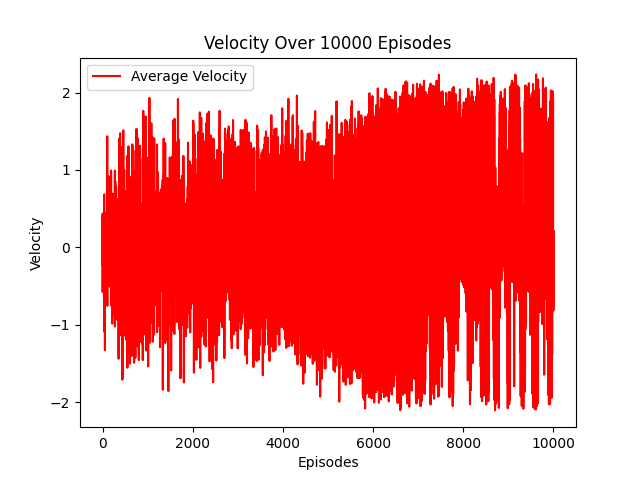 Velocity Over 10000 Episodes
Average Velocity
Velocity
2
1
0
−1
−2
0 2000 4000 6000 8000 10000
Episodes